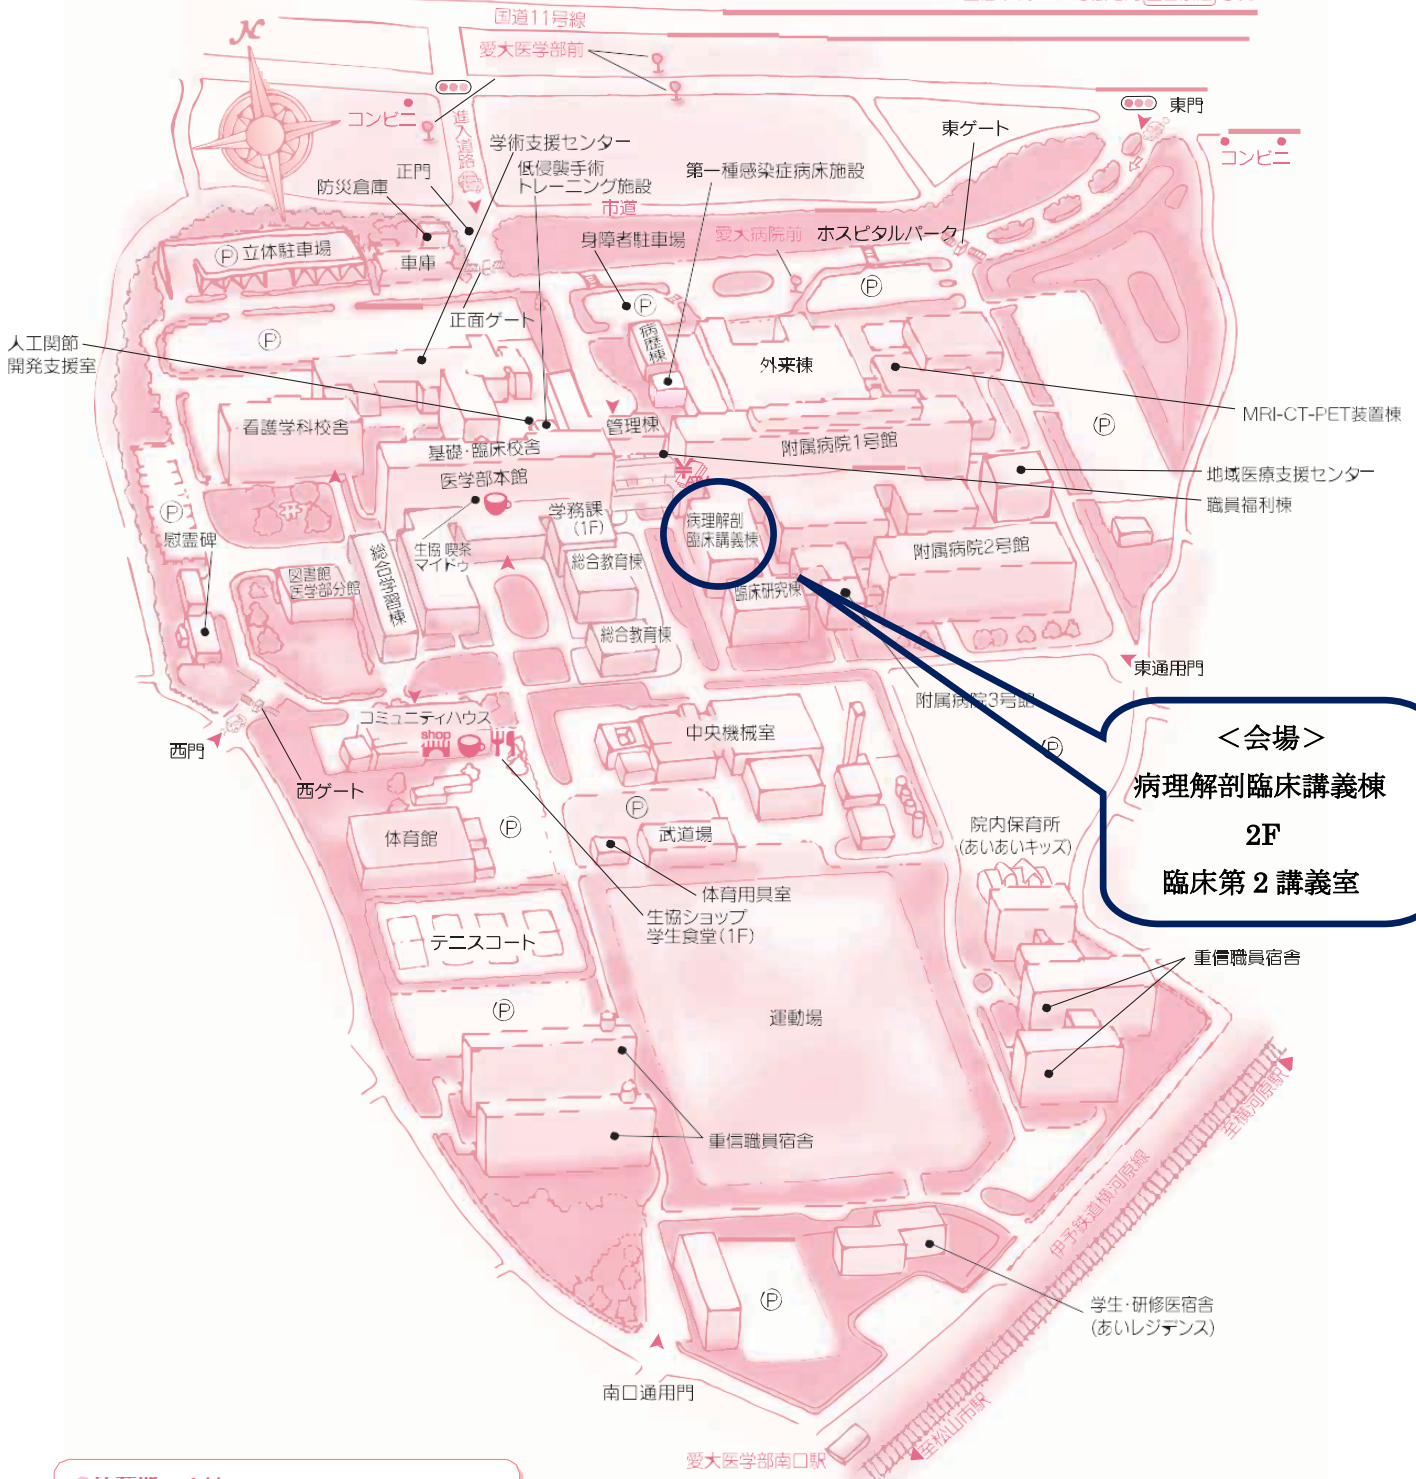 国道11号線
愛大医学部前
N
コンビニ
進入道路
東門
コンビニ
学術支援センター
東ゲート
低侵襲手術
トレーニング施設
第一種感染症病床施設
正門
防災倉庫
市道
愛大病院前
ホスピタルパーク
身障者駐車場
P 立体駐車場
車庫
P
P
正面ゲート
P
病歴棟
人工関節
開発支援室
外来棟
MRI-CT-PET装置棟
P
看護学科校舎
管理棟
基礎・臨床校舎
附属病院1号館
医学部本館
地域医療支援センター
職員福利棟
P
慰霊碑
学務課
(1F)
病理解剖
臨床講義棟
生協 喫茶
マイドゥ
総合学習棟
附属病院2号館
図書館
医学部分館
総合教育棟
臨床研究棟
総合教育棟
東通用門
附属病院3号館
コミュニティハウス
shop
中央機械室
西門
西ゲート
P
＜会場＞
病理解剖臨床講義棟
2F
臨床第2講義室
P
P
体育館
武道場
院内保育所
(あいあいキッズ)
体育用具室
生協ショップ
学生食堂(1F)
テニスコート
重信職員宿舎
P
運動場
重信職員宿舎
至横河原駅
伊予鉄道横河原線
P
学生・研修医宿舎
(あいレジデンス)
南口通用門
至松山市駅
愛大医学部南口駅